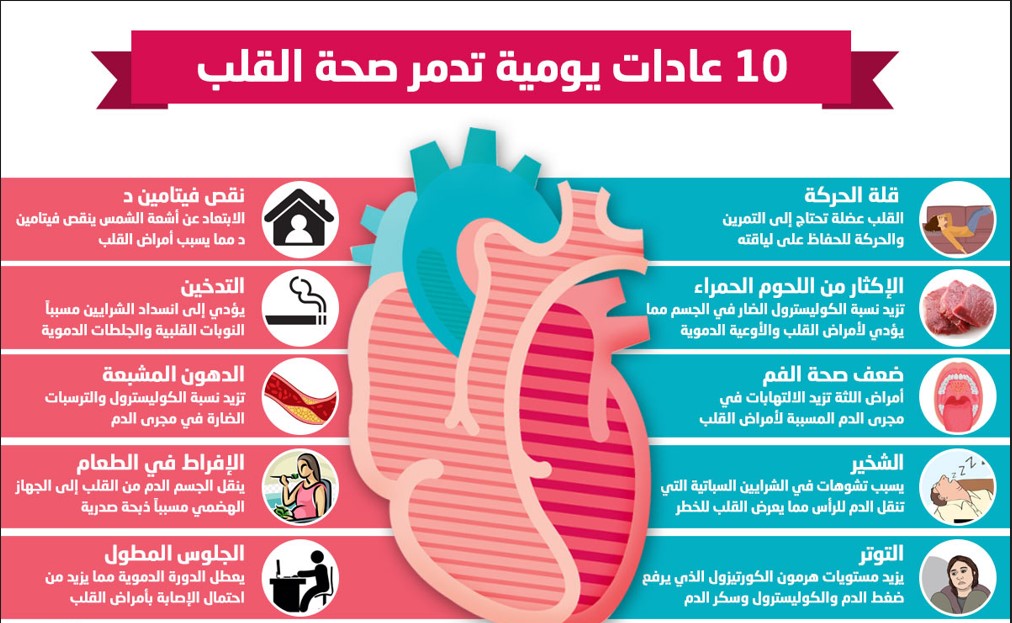 10 عادات يومية تدمر صحة القلب
قلة الحركة
القلب عضلة تحتاج إلى التمرين
والحركة للحفاظ على لياقته
الإكثار من اللحوم الحمراء
تزيد نسبة الكوليسترول الضار في الجسم مما
يؤدي لأمراض القلب والأوعية الدموية
ضعف صحة الفم
أمراض اللثة تزيد الالتهابات في
مجرى الدم المسببة لأمراض القلب
الشخير
يسبب تشوهات في الشرايين السباتية التي
تنقل الدم للرأس مما يعرض القلب للخطر
التوتر
يزيد مستويات هرمون الكورتيزول الذي يرفع
ضغط الدم والكوليسترول وسكر الدم
نقص فيتامين د
الابتعاد عن أشعة الشمس ينقص فيتامين
د مما يسبب أمراض القلب
التدخين
يؤدي إلى انسداد الشرايين مسبباً
النوبات القلبية والجلطات الدموية
الدهون المشبعة
تزيد نسبة الكوليسترول والترسبات
الضارة في مجرى الدم
الإفراط في الطعام
ينقل الجسم الدم من القلب إلى الجهاز
الهضمي مسبباً ذبحة صدرية
الجلوس المطول
يعطل الدورة الدموية مما يزيد من
احتمال الإصابة بأمراض القلب
zzz